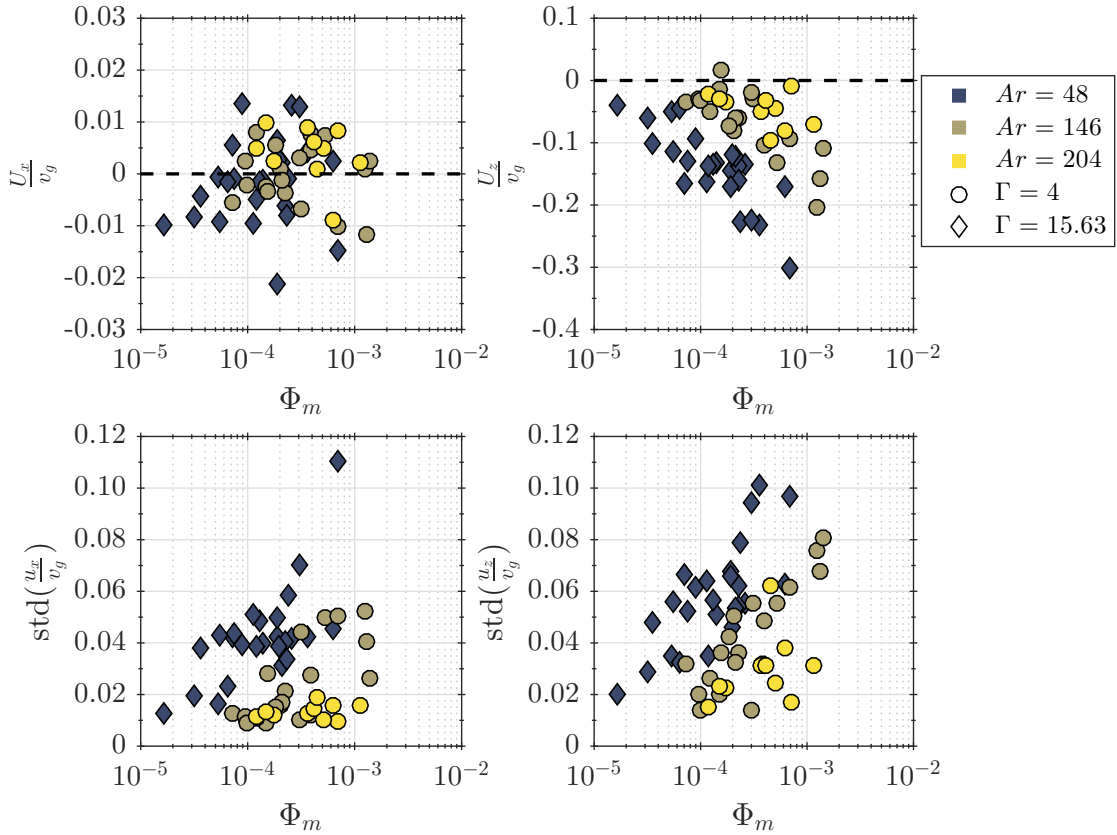 0.03
0.02
0.01
0
-0.01
-0.02
-0.03
U_x/v_g
10^-5 10^-4 10^-3 10^-2
Φ_m
0.1
0
-0.1
-0.2
-0.3
-0.4
U_z/v_g
10^-5 10^-4 10^-3 10^-2
Φ_m
Ar = 48
Ar = 146
Ar = 204
Γ = 4
Γ = 15.63
0.12
0.10
0.08
0.06
0.04
0.02
0
std(u_x/v_g)
10^-5 10^-4 10^-3 10^-2
Φ_m
0.12
0.10
0.08
0.06
0.04
0.02
0
std(u_z/v_g)
10^-5 10^-4 10^-3 10^-2
Φ_m